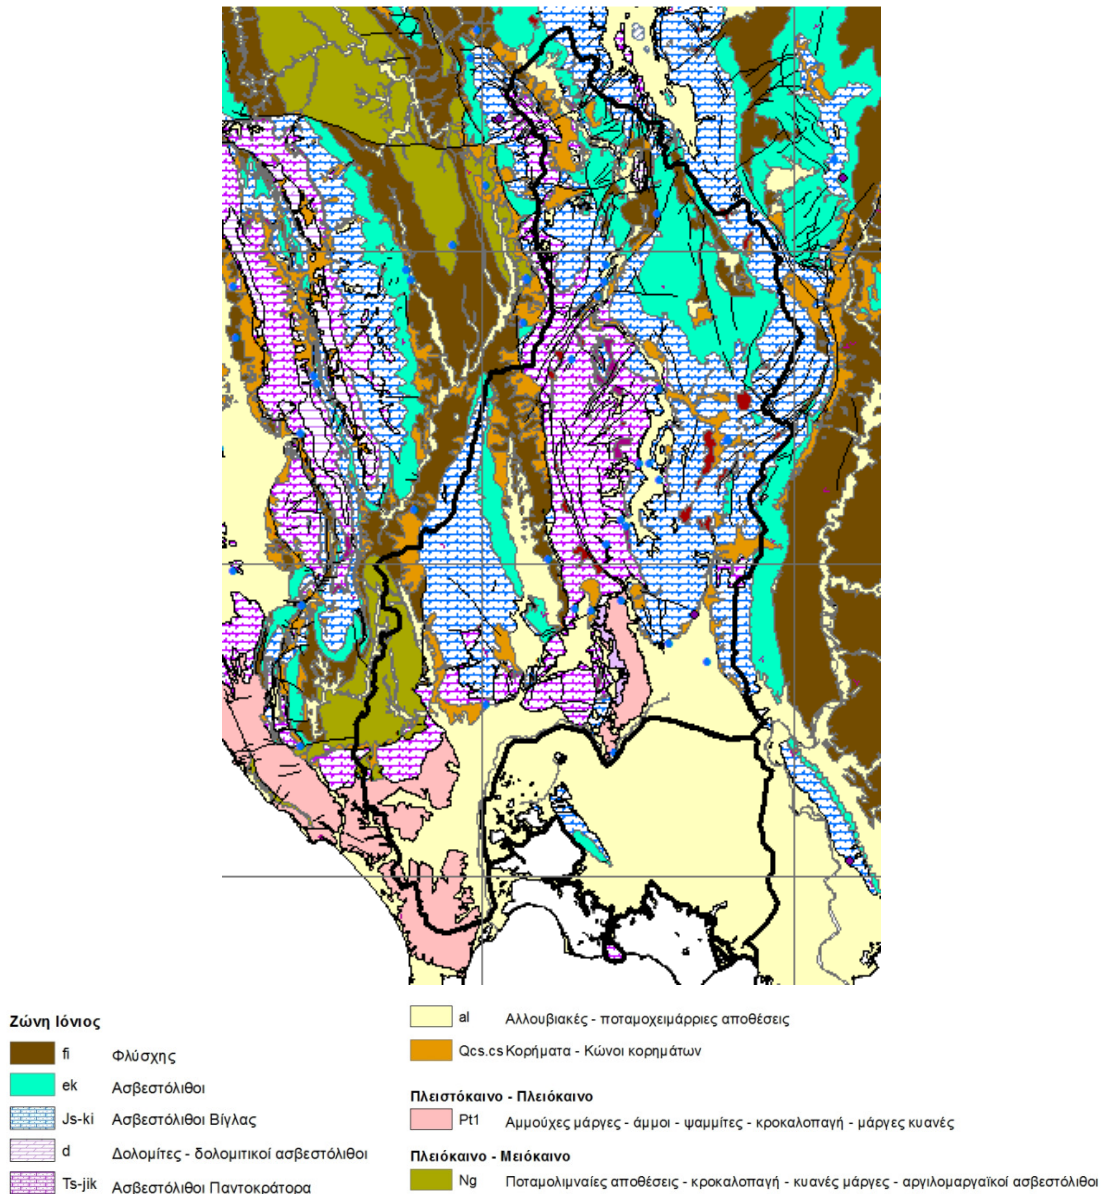 Ζώνη Ιόνιος
fi Φλύσχης
ek Ασβεστόλιθοι
Js-ki Ασβεστόλιθοι Βίγλας
d Δολομίτες - δολομιτικοί ασβεστόλιθοι
Ts-jik Ασβεστόλιθοι Παντοκράτορα
al Αλλουβιακές - ποταμοχειμάρριες αποθέσεις
Qcs.cs Κορήματα - Κώνοι κορημάτων
Πλειστόκαινο - Πλειόκαινο
Pt1 Αμμούχες μάργες - άμμοι - ψαμμίτες - κροκαλοπαγή - μάργες κυανές
Πλειόκαινο - Μειόκαινο
Ng Ποταμολιμναίες αποθέσεις - κροκαλοπαγή - κυανές μάργες - αργιλομαργαϊκοί ασβεστόλιθοι